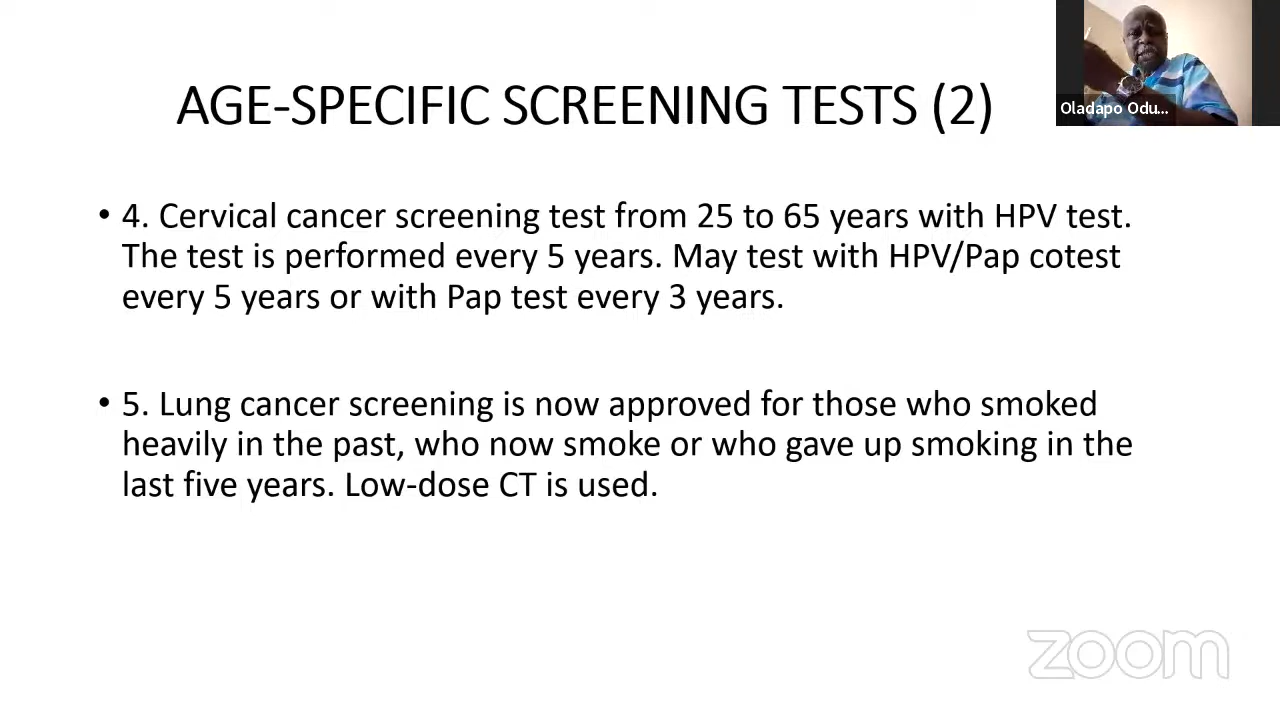 AGE-SPECIFIC SCREENING TESTS (2)
Oladapo Odu...
• 4. Cervical cancer screening test from 25 to 65 years with HPV test.
The test is performed every 5 years. May test with HPV/Pap cotest
every 5 years or with Pap test every 3 years.
• 5. Lung cancer screening is now approved for those who smoked
heavily in the past, who now smoke or who gave up smoking in the
last five years. Low-dose CT is used.
zoom